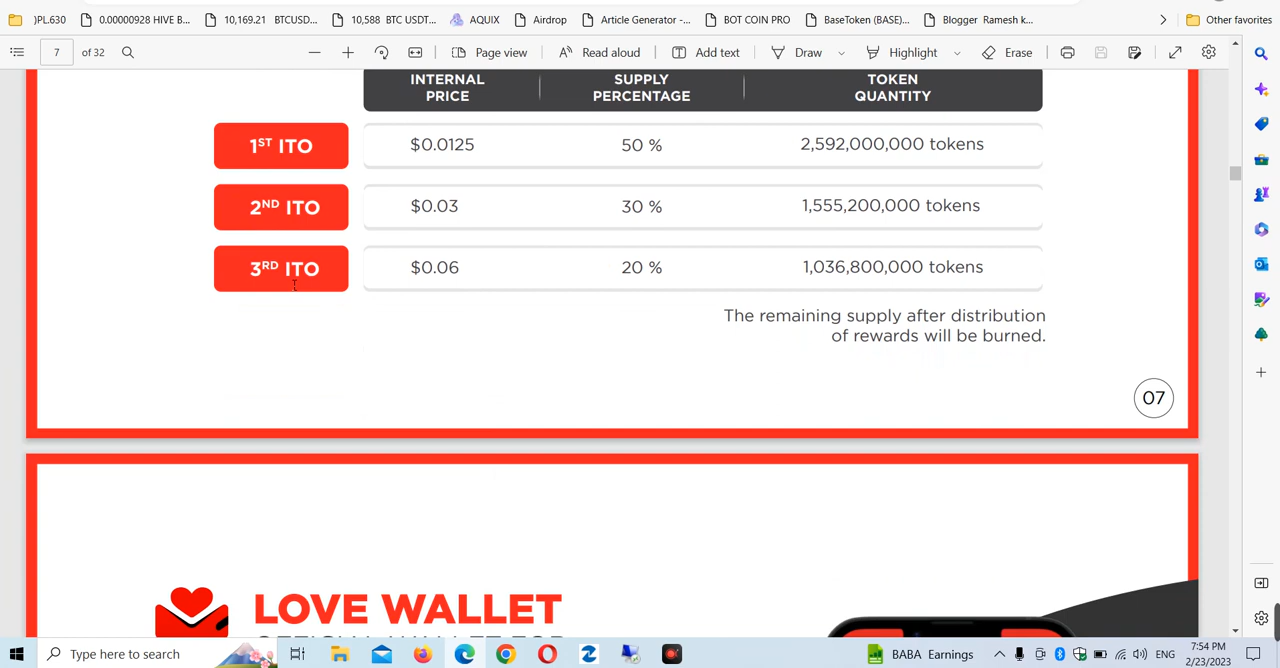 )PL.630
0.00000928 HIVE B...
10,169.21 BTCUSD...
10,588 BTC USDT...
AQUIX
Airdrop
Article Generator -...
BOT COIN PRO
BaseToken (BASE)...
Blogger Ramesh k...
Other favorites
7
of 32
Page view
Read aloud
Add text
Draw
Highlight
Erase
INTERNAL PRICE
SUPPLY PERCENTAGE
TOKEN QUANTITY
1ST ITO $0.0125 50 % 2,592,000,000 tokens
2ND ITO $0.03 30 % 1,555,200,000 tokens
3RD ITO $0.06 20 % 1,036,800,000 tokens
The remaining supply after distribution
of rewards will be burned.
07
LOVE WALLET
Type here to search
BABA Earnings
ENG
7:54 PM
2/23/2023